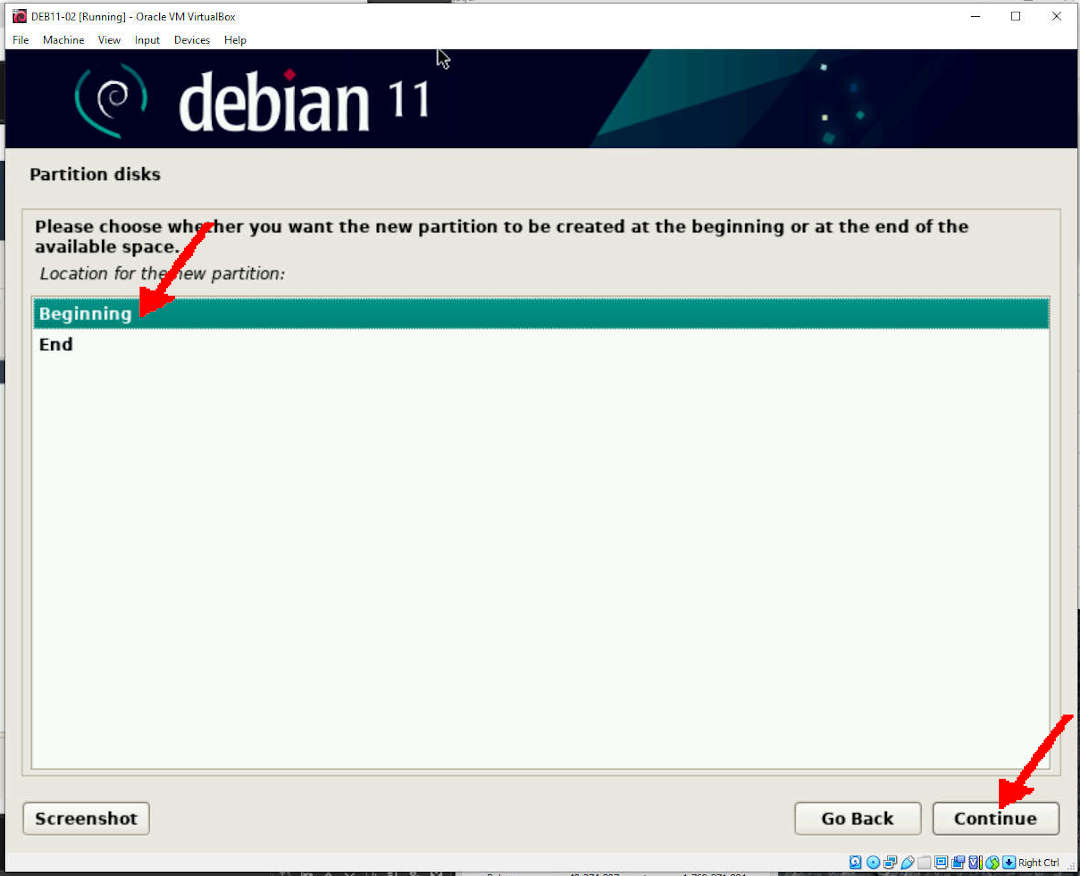 DEB11-02 [Running] - Oracle VM VirtualBox
File Machine View Input Devices Help
debian 11
Partition disks
Please choose whether you want the new partition to be created at the beginning or at the end of the
available space.
Location for the new partition:
Beginning
End
Screenshot
Go Back
Continue
Right Ctrl